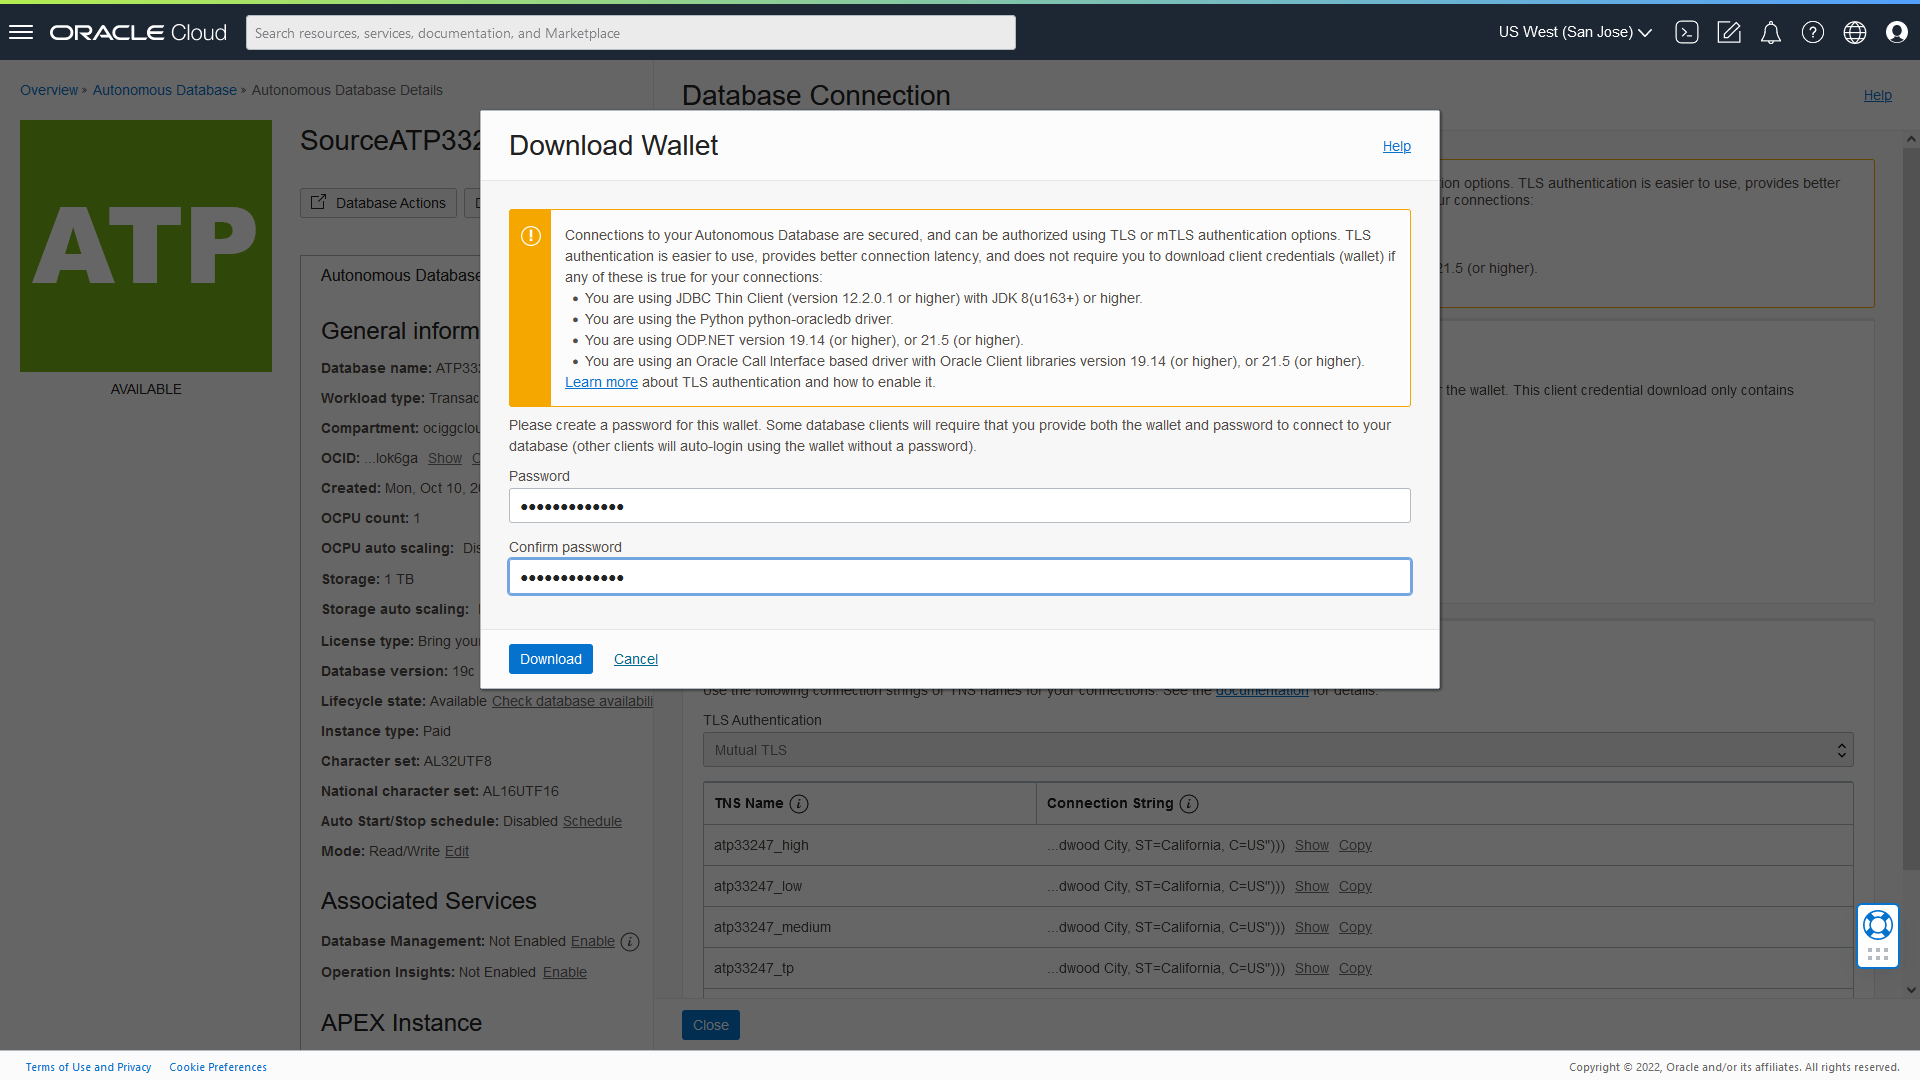 ORACLE Cloud
Search resources, services, documentation, and Marketplace
US West (San Jose)
Overview » Autonomous Database » Autonomous Database Details
Database Connection
Help
ATP
AVAILABLE
SourceATP332
Database Actions
Autonomous Database
General inform
Database name: ATP33
Workload type: Transac
Compartment: ociggclou
OCID: ...lok6ga Show
Created: Mon, Oct 10, 2
OCPU count: 1
OCPU auto scaling: Dis
Storage: 1 TB
Storage auto scaling:
License type: Bring you
Database version: 19c
Lifecycle state: Available Check database availabili
Instance type: Paid
Character set: AL32UTF8
National character set: AL16UTF16
Auto Start/Stop schedule: Disabled Schedule
Mode: Read/Write Edit
Associated Services
Database Management: Not Enabled Enable
Operation Insights: Not Enabled Enable
APEX Instance
Download Wallet
Help
Connections to your Autonomous Database are secured, and can be authorized using TLS or mTLS authentication options. TLS
authentication is easier to use, provides better connection latency, and does not require you to download client credentials (wallet) if
any of these is true for your connections:
• You are using JDBC Thin Client (version 12.2.0.1 or higher) with JDK 8(u163+) or higher.
• You are using the Python python-oracledb driver.
• You are using ODP.NET version 19.14 (or higher), or 21.5 (or higher).
• You are using an Oracle Call Interface based driver with Oracle Client libraries version 19.14 (or higher), or 21.5 (or higher).
Learn more about TLS authentication and how to enable it.
Please create a password for this wallet. Some database clients will require that you provide both the wallet and password to connect to your
database (other clients will auto-login using the wallet without a password).
Password
•••••••••••••
Confirm password
•••••••••••••
Download
Cancel
ion options. TLS authentication is easier to use, provides better
ur connections:
21.5 (or higher).
r the wallet. This client credential download only contains
Use the following connection strings or TNS names for your connections. See the documentation for details.
TLS Authentication
Mutual TLS
TNS Name Connection String
atp33247_high ...dwood City, ST=California, C=US"))) Show Copy
atp33247_low ...dwood City, ST=California, C=US"))) Show Copy
atp33247_medium ...dwood City, ST=California, C=US"))) Show Copy
atp33247_tp ...dwood City, ST=California, C=US"))) Show Copy
Close
Terms of Use and Privacy Cookie Preferences
Copyright © 2022, Oracle and/or its affiliates. All rights reserved.